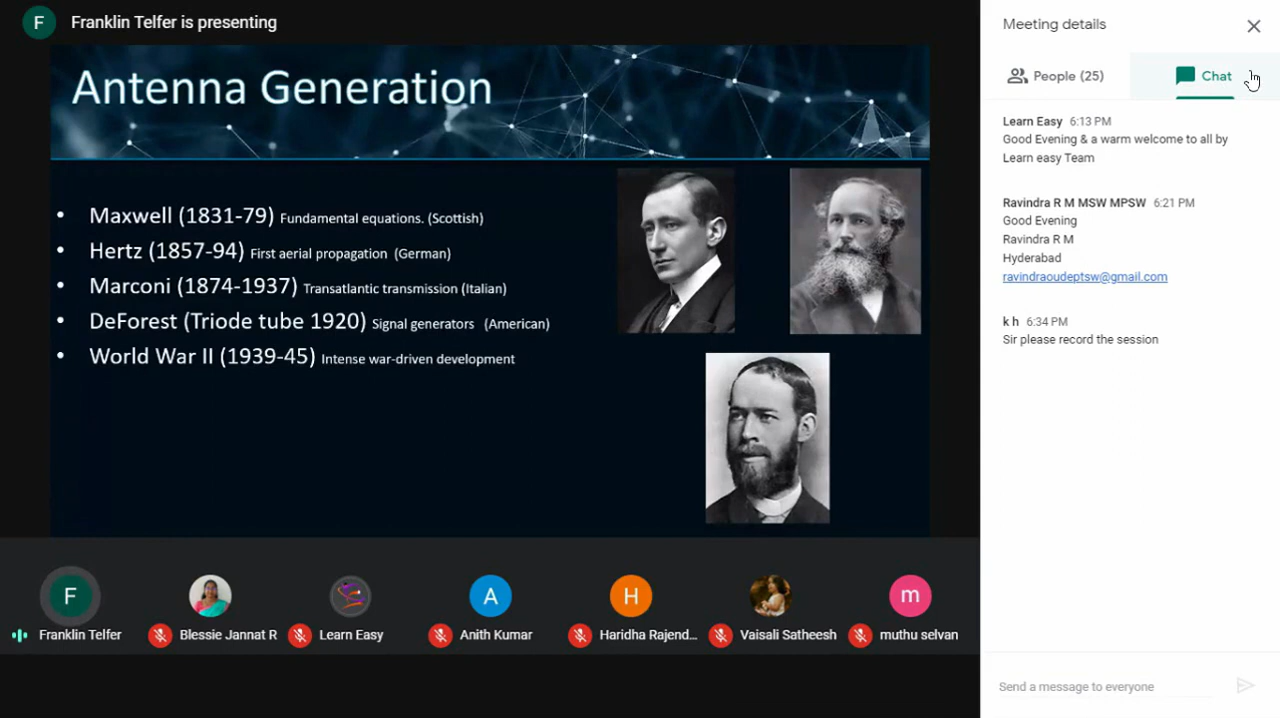 F Franklin Telfer is presenting
Antenna Generation
• Maxwell (1831-79) Fundamental equations. (Scottish)
• Hertz (1857-94) First aerial propagation (German)
• Marconi (1874-1937) Transatlantic transmission (Italian)
• DeForest (Triode tube 1920) Signal generators (American)
• World War II (1939-45) Intense war-driven development
F
A
H
m
Franklin Telfer
Blessie Jannat R
Learn Easy
Anith Kumar
Haridha Rajend...
Vaisali Satheesh
muthu selvan
Meeting details
People (25)
Chat
Learn Easy 6:13 PM
Good Evening & a warm welcome to all by
Learn easy Team
Ravindra R M MSW MPSW 6:21 PM
Good Evening
Ravindra R M
Hyderabad
ravindraoudeptsw@gmail.com
k h 6:34 PM
Sir please record the session
Send a message to everyone